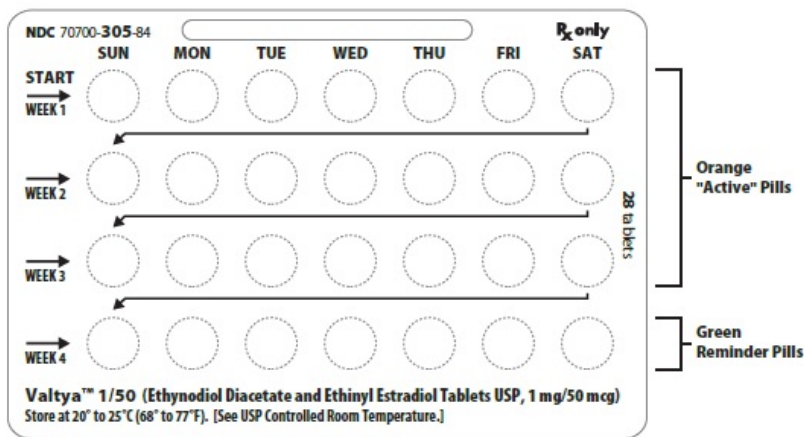 NDC 70700-305-84 Rx only
SUN MON TUE WED THU FRI SAT
START
WEEK 1
WEEK 2
WEEK 3
WEEK 4
28 tablets
Orange
"Active" Pills
Green
Reminder Pills
Valtya™ 1/50 (Ethynodiol Diacetate and Ethinyl Estradiol Tablets USP, 1 mg/50 mcg)
Store at 20° to 25°C (68° to 77°F). [See USP Controlled Room Temperature.]